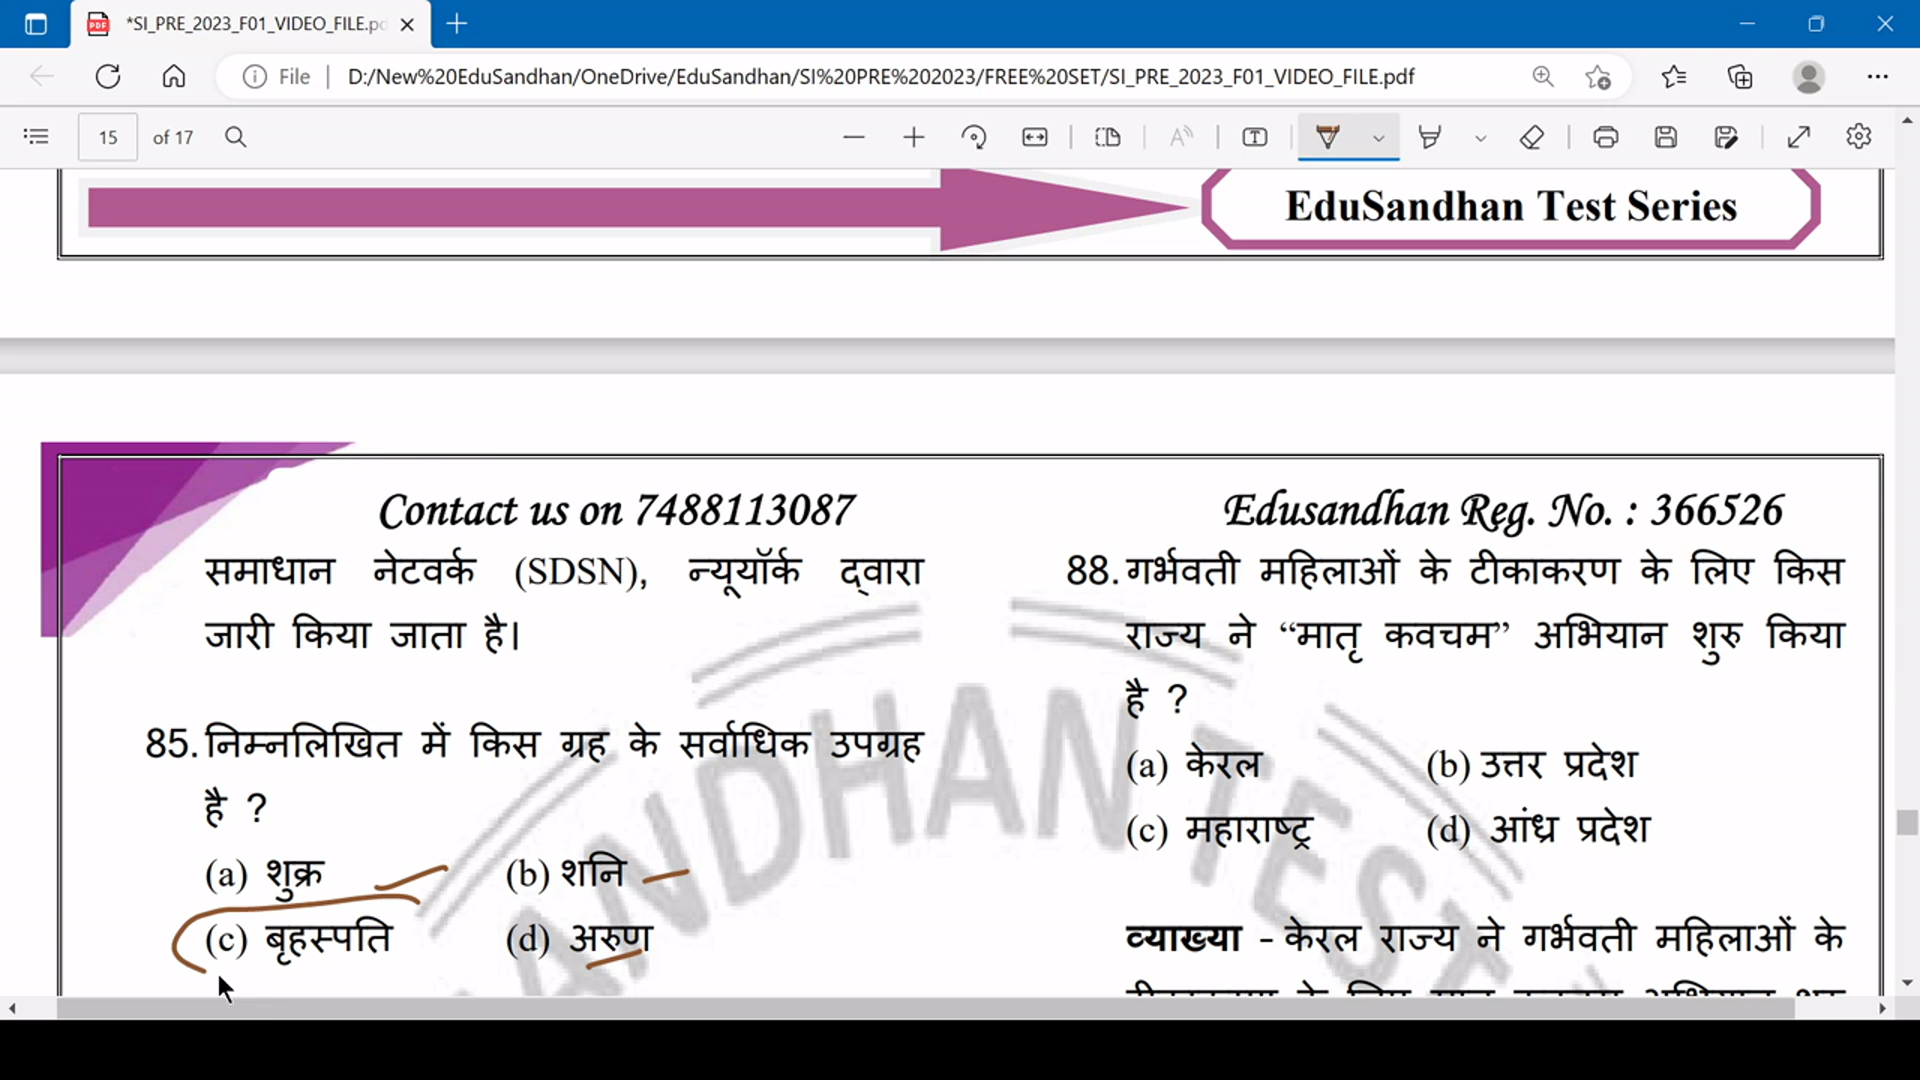 *SI_PRE_2023_F01_VIDEO_FILE.pd
File
D:/New%20EduSandhan/OneDrive/EduSandhan/SI%20PRE%202023/FREE%20SET/SI_PRE_2023_F01_VIDEO_FILE.pdf
15 of 17
EduSandhan Test Series
Contact us on 7488113087
Edusandhan Reg. No. : 366526
समाधान नेटवर्क (SDSN), न्यूयॉर्क द्वारा
जारी किया जाता है।
85. निम्नलिखित में किस ग्रह के सर्वाधिक उपग्रह
है ?
(a) शुक्र (b) शनि
(c) बृहस्पति (d) अरुण
88. गर्भवती महिलाओं के टीकाकरण के लिए किस
राज्य ने “मातृ कवचम” अभियान शुरु किया
है ?
(a) केरल (b) उत्तर प्रदेश
(c) महाराष्ट्र (d) आंध्र प्रदेश
व्याख्या - केरल राज्य ने गर्भवती महिलाओं के
ANDHAN TEST